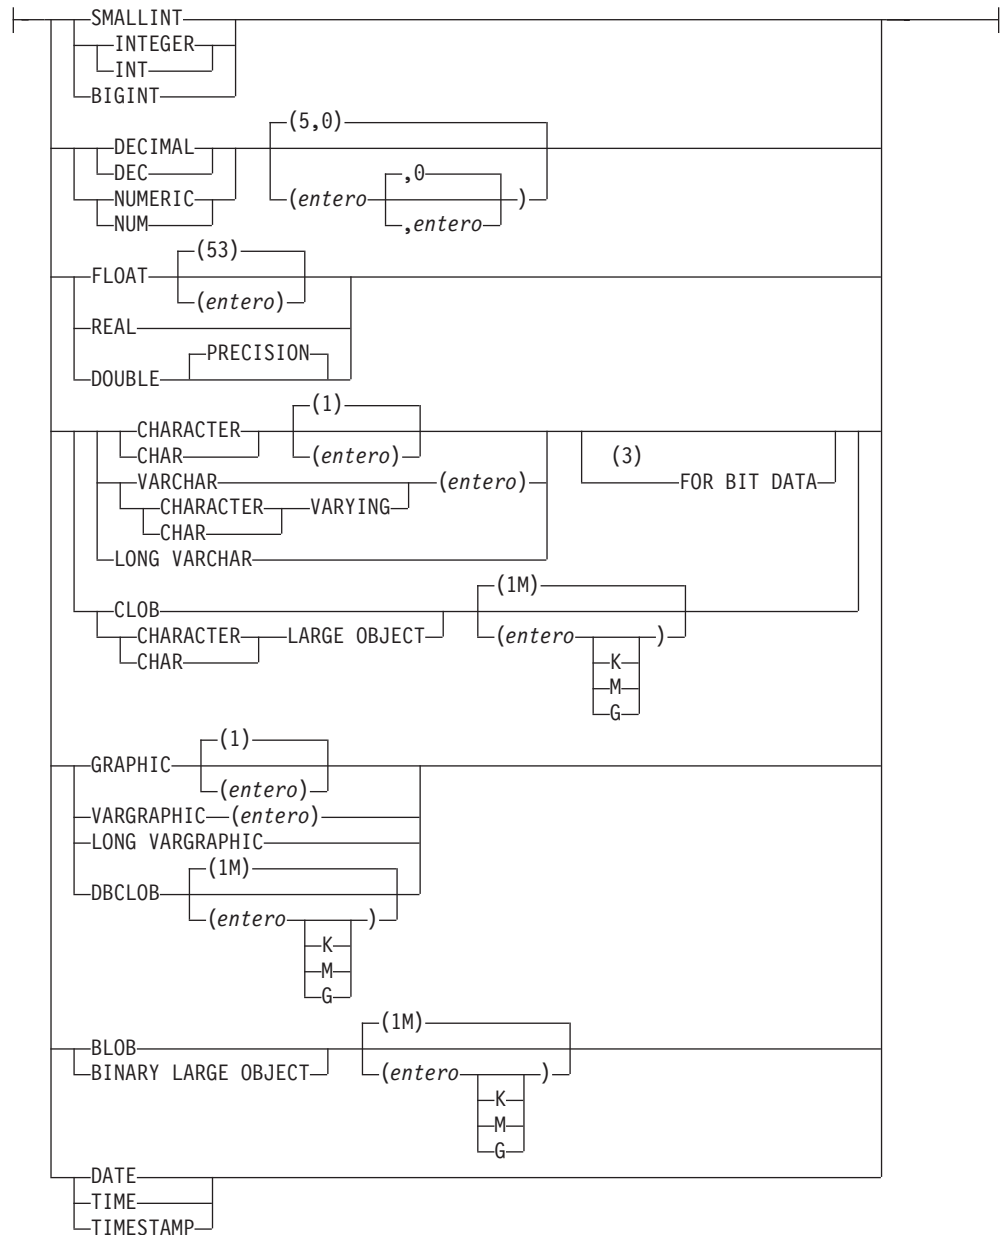 SMALLINT
INTEGER
INT
BIGINT
(5,0)
DECIMAL
DEC ,0
NUMERIC (entero )
NUM ,entero
(53)
FLOAT
(entero)
REAL
PRECISION
DOUBLE
(1)
CHARACTER
CHAR (entero) (3)
VARCHAR (entero) FOR BIT DATA
CHARACTER VARYING
CHAR
LONG VARCHAR
(1M)
CLOB
CHARACTER LARGE OBJECT (entero )
CHAR K
M
G
(1)
GRAPHIC
(entero)
VARGRAPHIC (entero)
LONG VARGRAPHIC
(1M)
DBCLOB
(entero )
K
M
G
(1M)
BLOB
BINARY LARGE OBJECT (entero )
K
M
G
DATE
TIME
TIMESTAMP